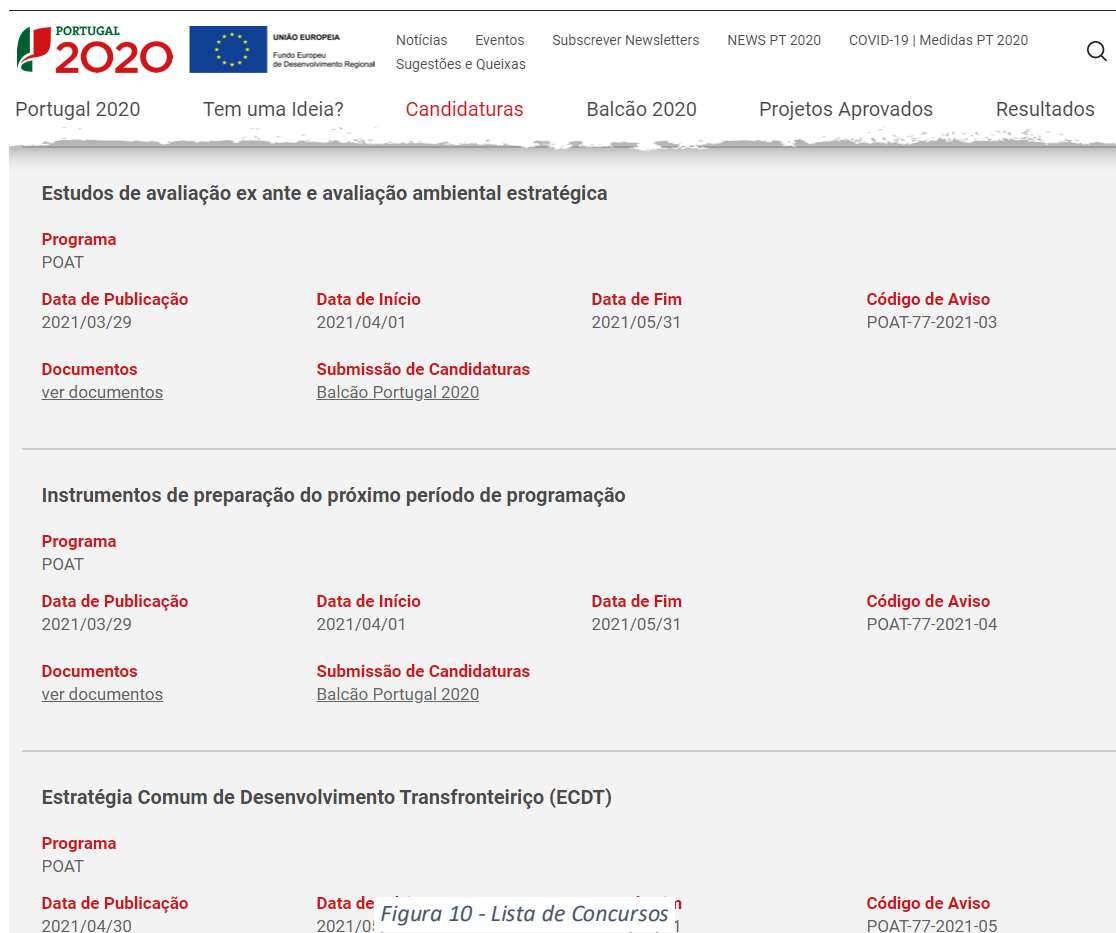 PORTUGAL
2020
UNIÃO EUROPEIA
Fundo Europeu
de Desenvolvimento Regional
Notícias Eventos Subscrever Newsletters NEWS PT 2020 COVID-19 | Medidas PT 2020
Sugestões e Queixas
Portugal 2020 Tem uma Ideia? Candidaturas Balcão 2020 Projetos Aprovados Resultados
Estudos de avaliação ex ante e avaliação ambiental estratégica
Programa
POAT
Data de Publicação Data de Início Data de Fim Código de Aviso
2021/03/29 2021/04/01 2021/05/31 POAT-77-2021-03
Documentos Submissão de Candidaturas
ver documentos Balcão Portugal 2020
Instrumentos de preparação do próximo período de programação
Programa
POAT
Data de Publicação Data de Início Data de Fim Código de Aviso
2021/03/29 2021/04/01 2021/05/31 POAT-77-2021-04
Documentos Submissão de Candidaturas
ver documentos Balcão Portugal 2020
Estratégia Comum de Desenvolvimento Transfronteiriço (ECDT)
Programa
POAT
Data de Publicação Data de Código de Aviso
2021/04/30 POAT-77-2021-05
Figura 10 - Lista de Concursos